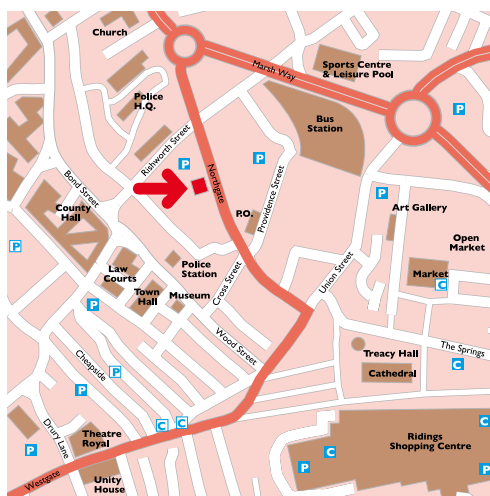 Church
Marsh Way
Sports Centre
& Leisure Pool
Police
H.Q.
P
Bus
Station
Rishworth Street
P
P
Northgate
Bond Street
Providence Street
P
County
Hall
P.O.
Art Gallery
P
Open
Market
Police
Station
Law
Courts
Cross Street
Union Street
Market
C
Town
Hall
Museum
P
Wood Street
The Springs
Treacy Hall
Cathedral
C
Cheapside
P
P
Drury Lane
C
C
C
Theatre
Royal
Ridings
Shopping Centre
P
C
P
P
Westgate
Unity
House